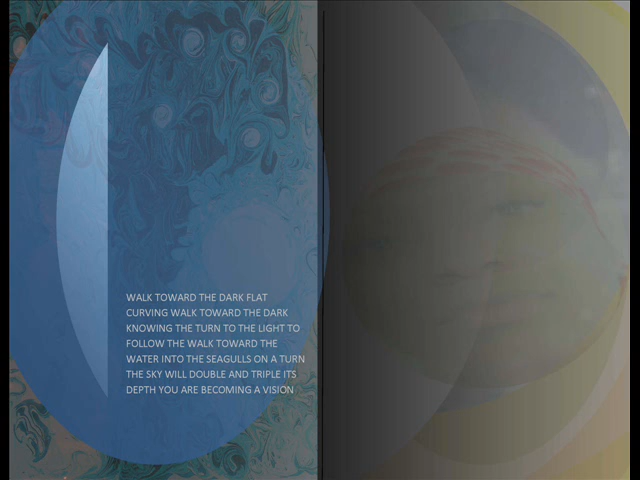 WALK TOWARD THE DARK FLAT
CURVING WALK TOWARD THE DARK
KNOWING THE TURN TO THE LIGHT TO
FOLLOW THE WALK TOWARD THE
WATER INTO THE SEAGULLS ON A TURN
THE SKY WILL DOUBLE AND TRIPLE ITS
DEPTH YOU ARE BECOMING A VISION